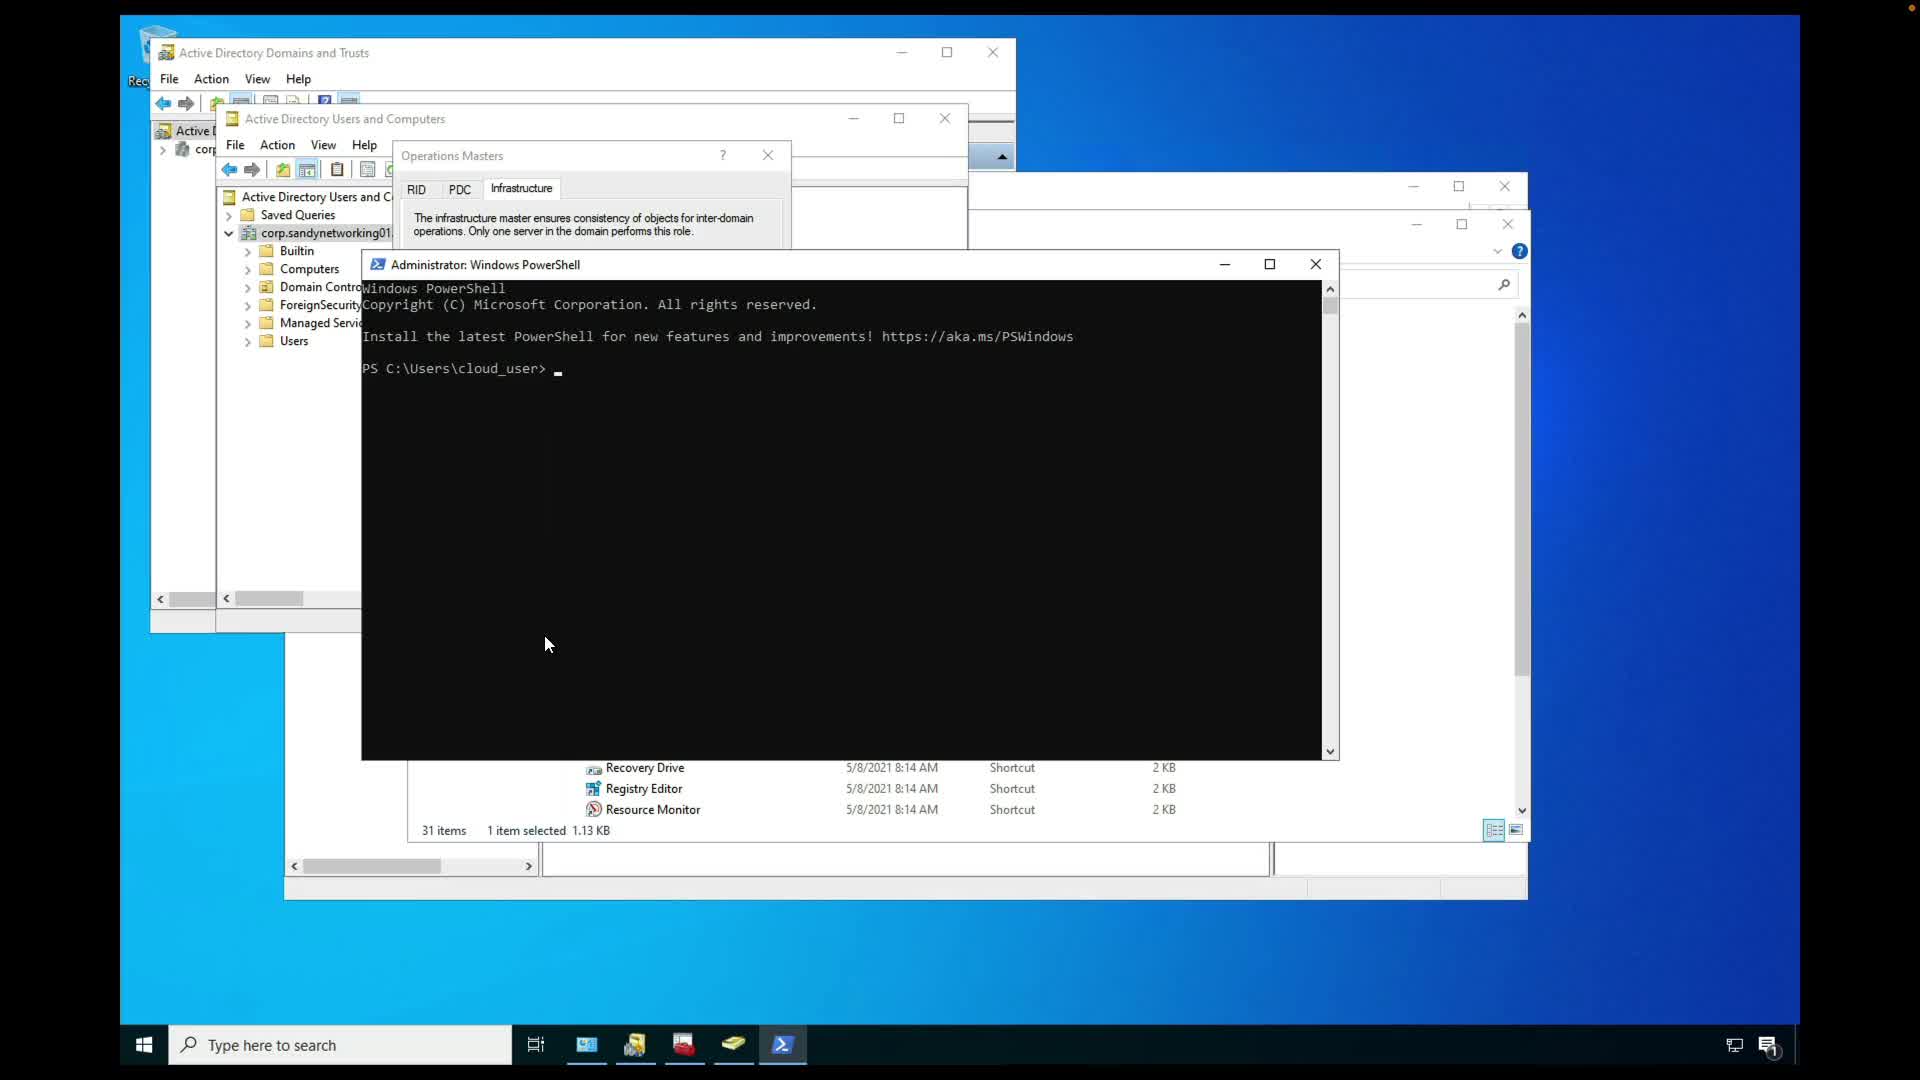 Rec
Active Directory Domains and Trusts
File Action View Help
Active D
corp
Active Directory Users and Computers
File Action View Help
Active Directory Users and C
Saved Queries
corp.sandynetworking01.
Builtin
Computers
Domain Contro
ForeignSecurity
Managed Servic
Users
Operations Masters
RID PDC Infrastructure
The infrastructure master ensures consistency of objects for inter-domain
operations. Only one server in the domain performs this role.
Administrator: Windows PowerShell
Windows PowerShell
Copyright (C) Microsoft Corporation. All rights reserved.
Install the latest PowerShell for new features and improvements! https://aka.ms/PSWindows
PS C:\Users\cloud_user>
Recovery Drive 5/8/2021 8:14 AM Shortcut 2 KB
Registry Editor 5/8/2021 8:14 AM Shortcut 2 KB
Resource Monitor 5/8/2021 8:14 AM Shortcut 2 KB
31 items 1 item selected 1.13 KB
Type here to search
1